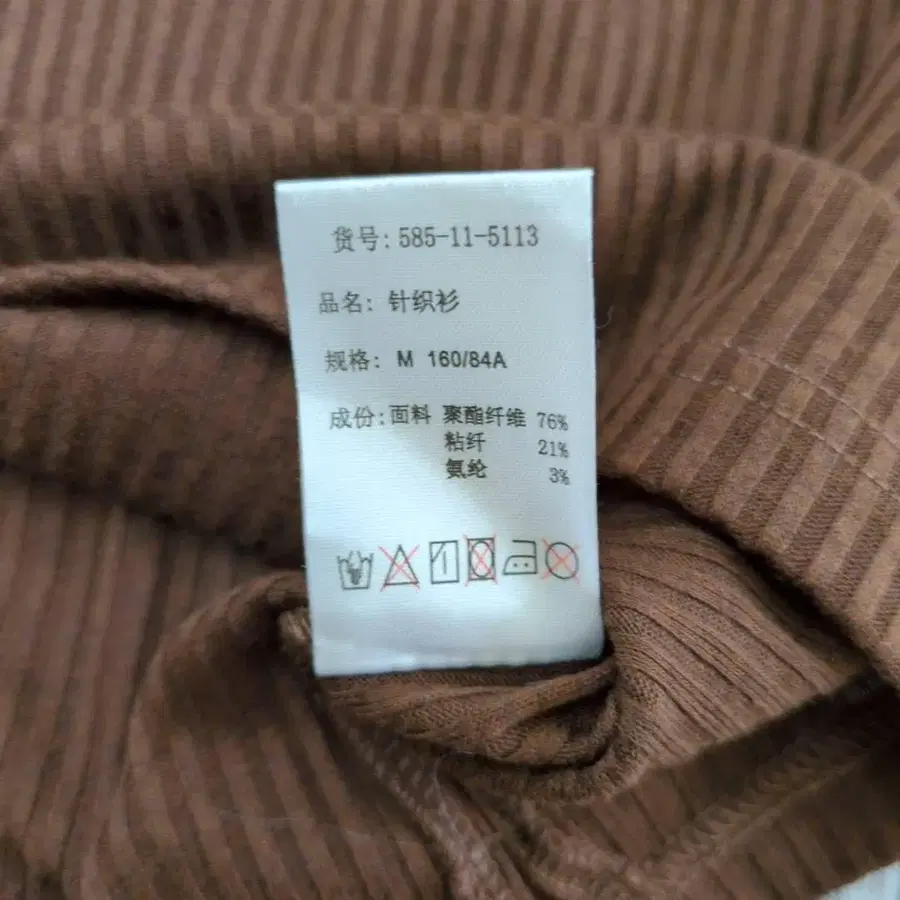 货号: 585-11-5113
品名: 针织衫
规格: M 160/84A
成份: 面料 聚酯纤维 76%
粘纤 21%
氨纶 3%